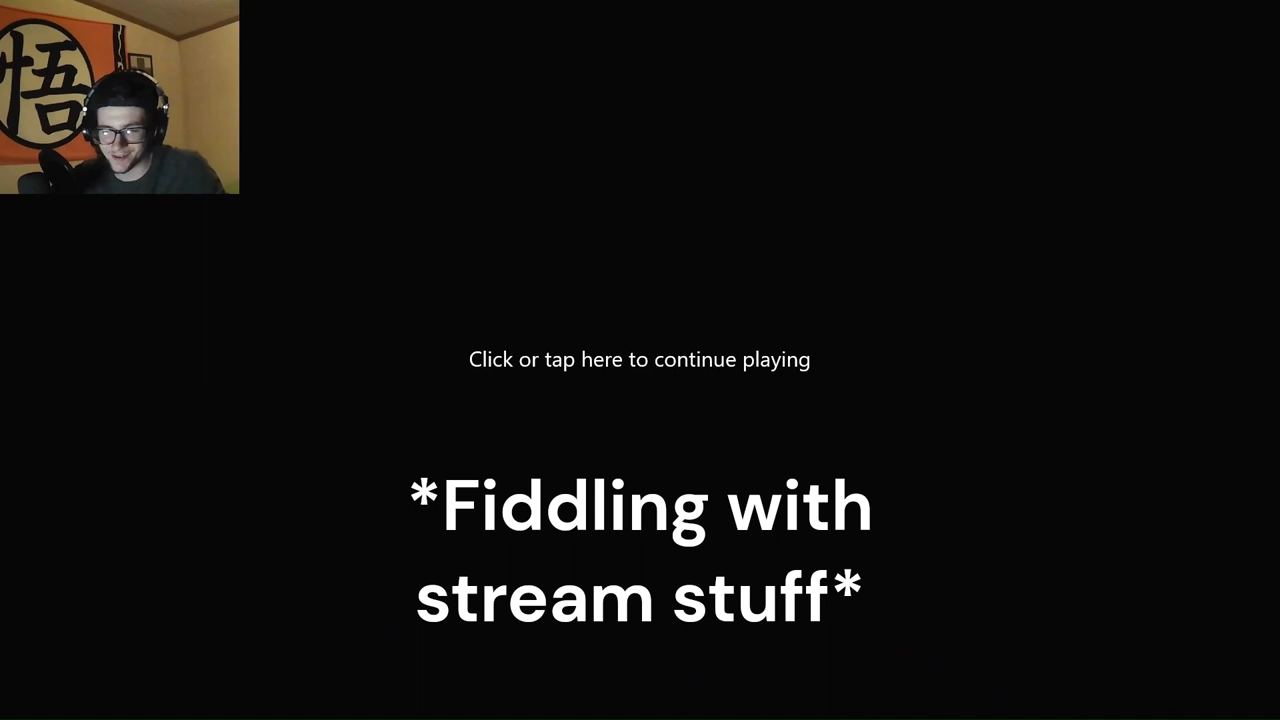 悟
Click or tap here to continue playing
*Fiddling with
stream stuff*